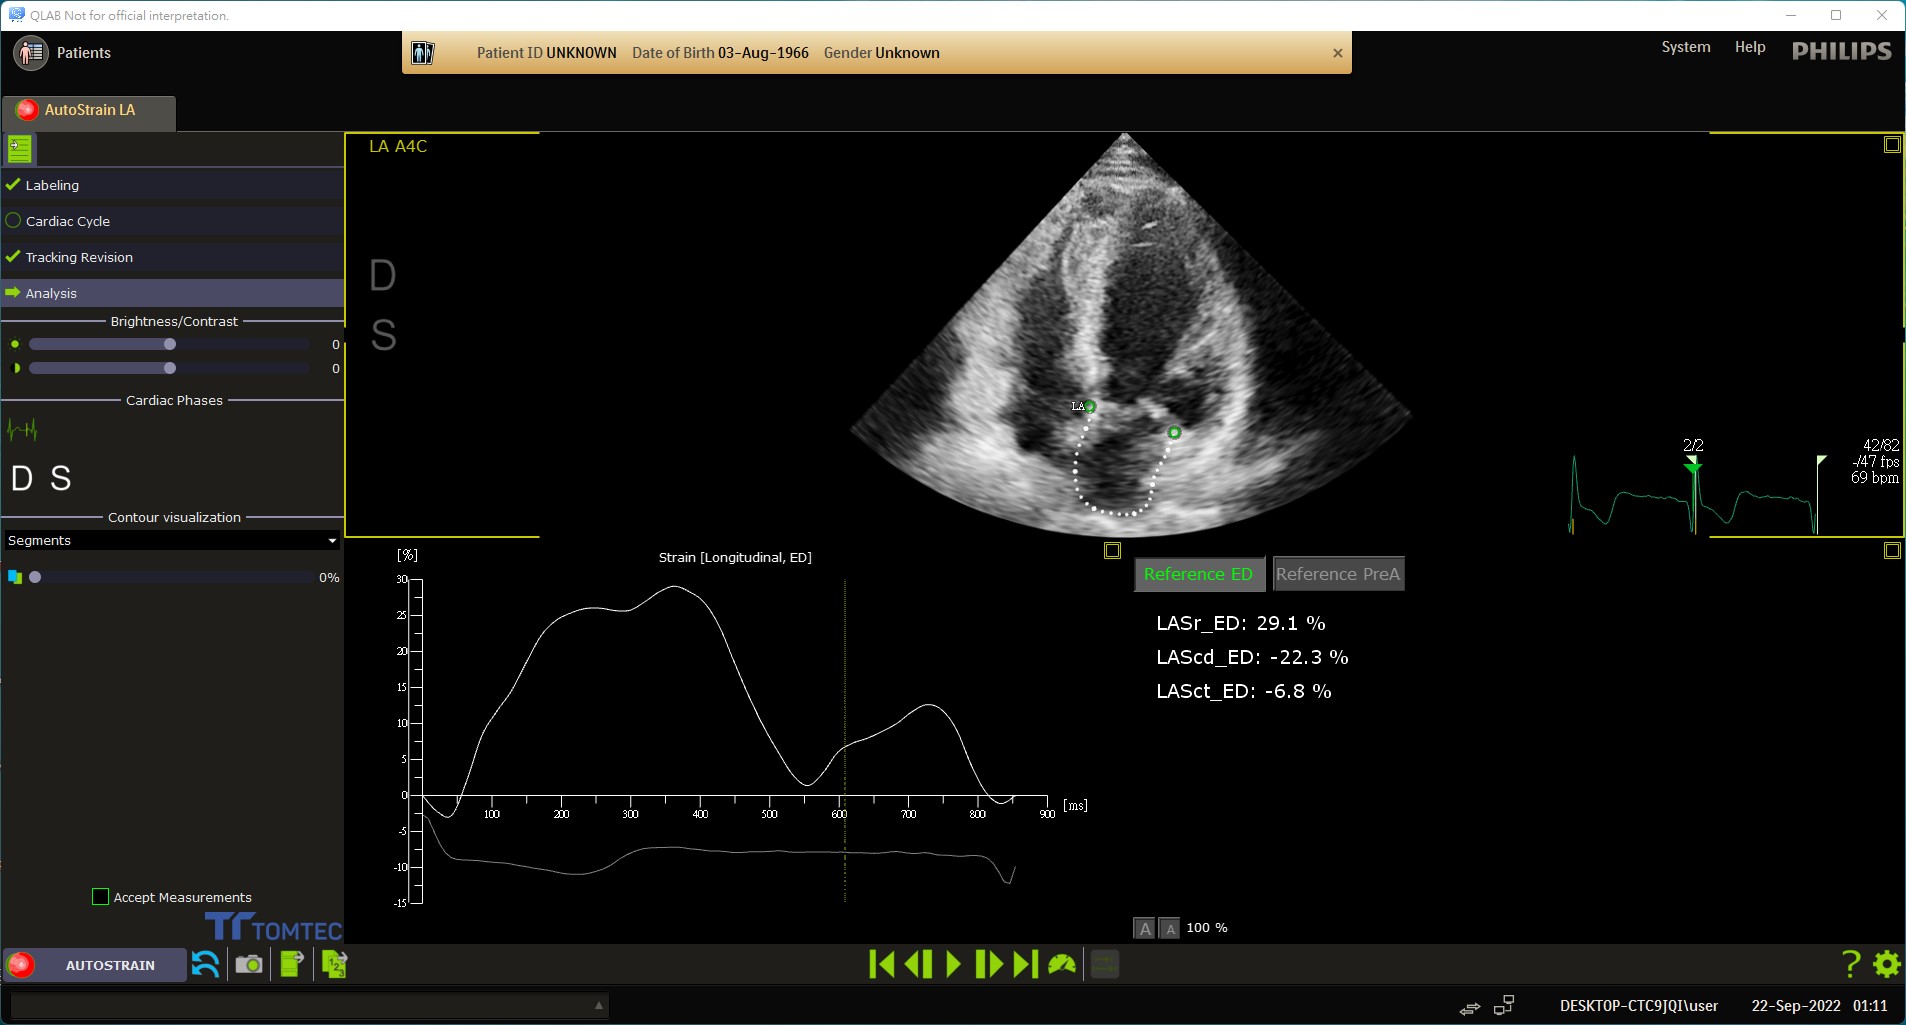 QLAB Not for official interpretation.
Patients
Patient ID UNKNOWN Date of Birth 03-Aug-1966 Gender Unknown
System Help PHILIPS
AutoStrain LA
Labeling
Cardiac Cycle
Tracking Revision
Analysis
Brightness/Contrast
0
0
Cardiac Phases
D S
Contour visualization
Segments
0%
Accept Measurements
TOMTEC
LA A4C
D
S
LA
2/2
42/82
-/47 fps
69 bpm
[%]
Strain [Longitudinal, ED]
30
25
20
15
10
5
0
-5
-10
-15
100 200 300 400 500 600 700 800 900 [ms]
Reference ED Reference PreA
LASr_ED: 29.1 %
LAScd_ED: -22.3 %
LASct_ED: -6.8 %
A A 100 %
AUTOSTRAIN
1 2 3
?
DESKTOP-CTC9JQI\user 22-Sep-2022 01:11